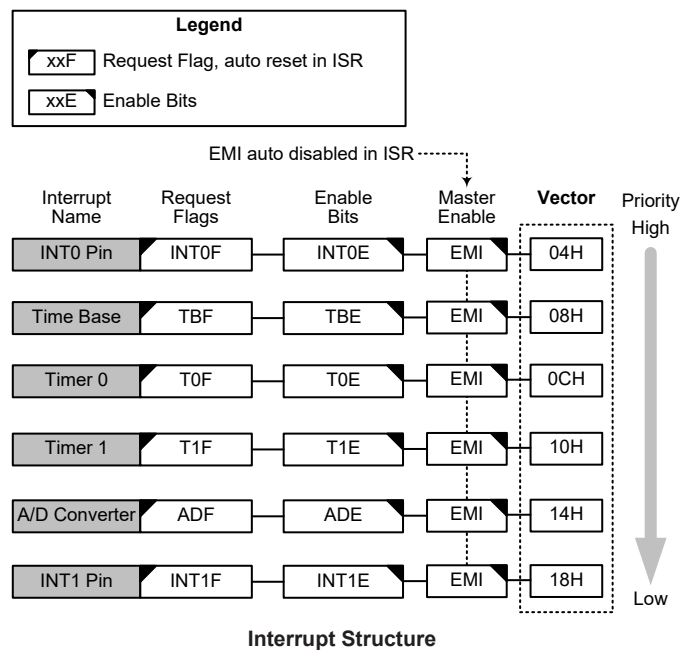 Legend
xxF Request Flag, auto reset in ISR
xxE Enable Bits
EMI auto disabled in ISR
Interrupt Name Request Flags Enable Bits Master Enable Vector Priority
High
INT0 Pin INT0F INT0E EMI 04H
Time Base TBF TBE EMI 08H
Timer 0 T0F T0E EMI 0CH
Timer 1 T1F T1E EMI 10H
A/D Converter ADF ADE EMI 14H
INT1 Pin INT1F INT1E EMI 18H
Low
Interrupt Structure